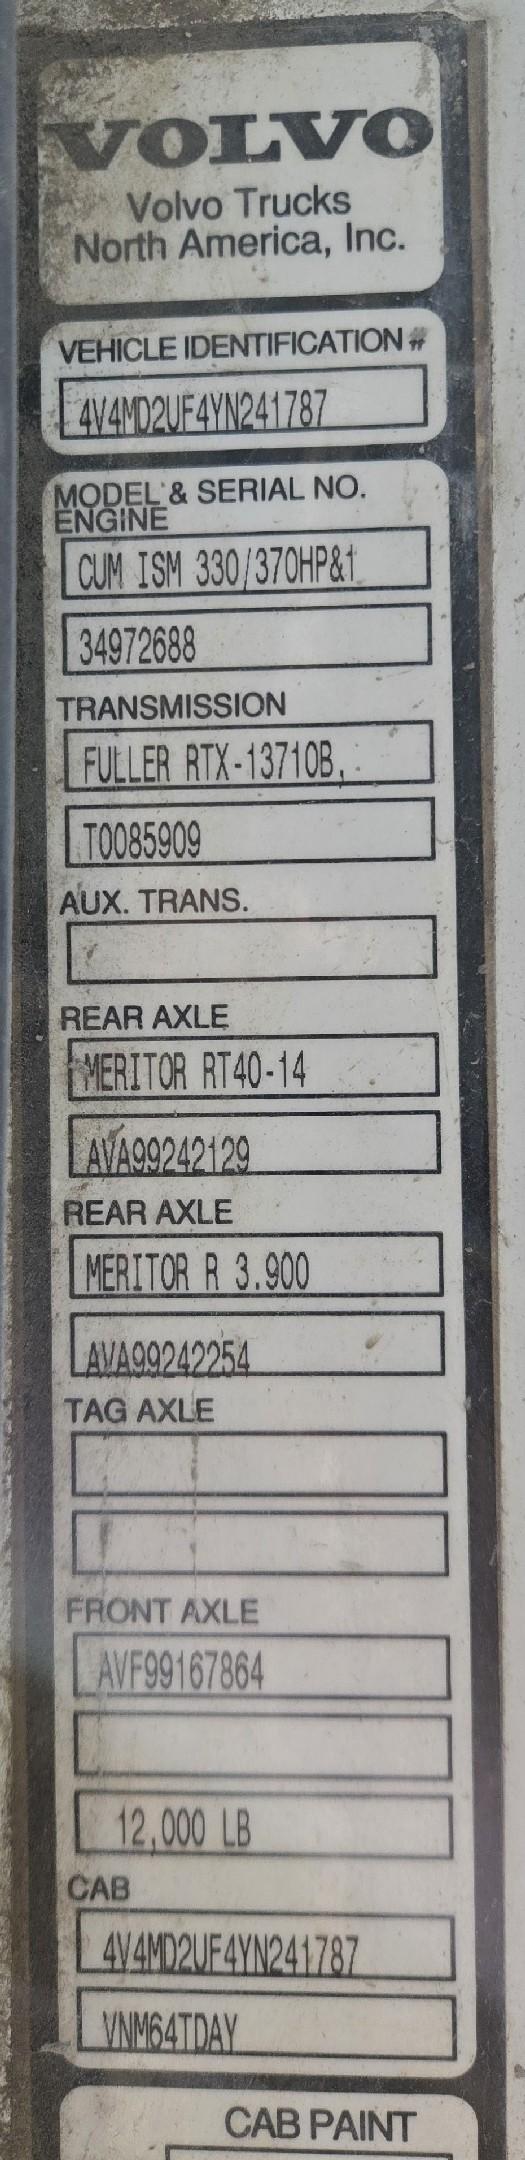 VOLVO
Volvo Trucks
North America, Inc.
VEHICLE IDENTIFICATION #
4V4MD2UF4YN241787
MODEL & SERIAL NO.
ENGINE
CUM ISM 330/370HP&1
34972688
TRANSMISSION
FULLER RTX-13710B,
T0085909
AUX. TRANS.
REAR AXLE
MERITOR RT40-14
AVA99242129
REAR AXLE
MERITOR R 3.900
AVA99242254
TAG AXLE
FRONT AXLE
AVF99167864
12,000 LB
CAB
4V4MD2UF4YN241787
VNM64TDAY
CAB PAINT